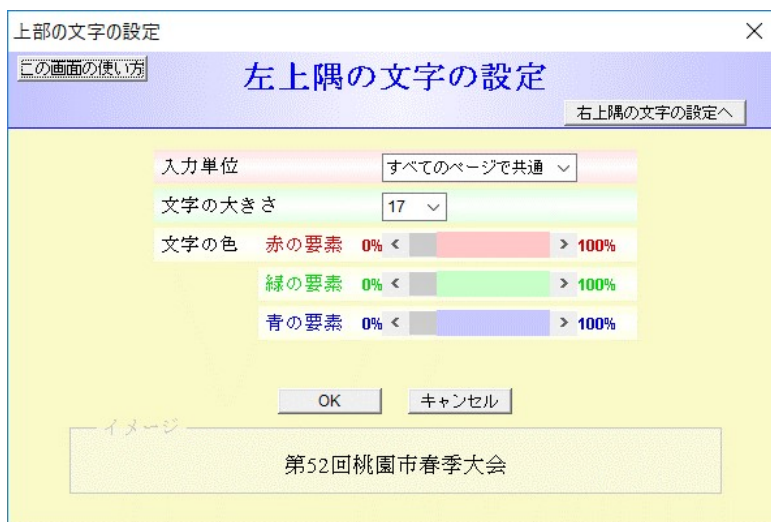 上部の文字の設定
この画面の使い方
左上隅の文字の設定
右上隅の文字の設定へ
入力単位 すべてのページで共通
文字の大きさ 17
文字の色 赤の要素 0% 100%
緑の要素 0% 100%
青の要素 0% 100%
OK キャンセル
イメージ
第52回桃園市春季大会